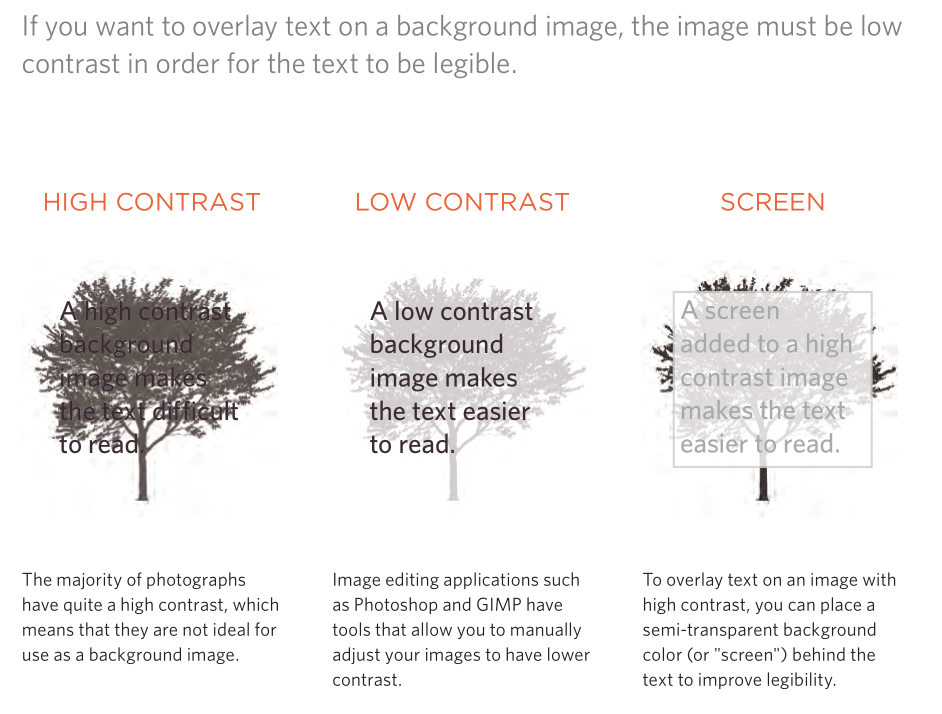 If you want to overlay text on a background image, the image must be low
contrast in order for the text to be legible.
HIGH CONTRAST
A high contrast
background
image makes
the text difficult
to read.
The majority of photographs
have quite a high contrast, which
means that they are not ideal for
use as a background image.
LOW CONTRAST
A low contrast
background
image makes
the text easier
to read.
Image editing applications such
as Photoshop and GIMP have
tools that allow you to manually
adjust your images to have lower
contrast.
SCREEN
A screen
added to a high
contrast image
makes the text
easier to read.
To overlay text on an image with
high contrast, you can place a
semi-transparent background
color (or "screen") behind the
text to improve legibility.